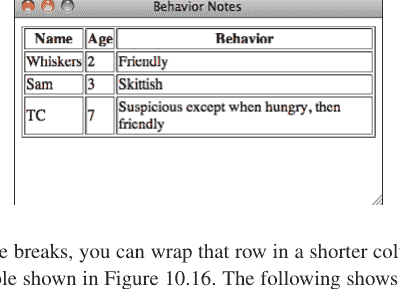 Behavior Notes
Name Age Behavior
Whiskers 2 Friendly
Sam 3 Skittish
TC 7 Suspicious except when hungry, then
friendly
e breaks, you can wrap that row in a shorter col
ble shown in Figure 10.16. The following shows